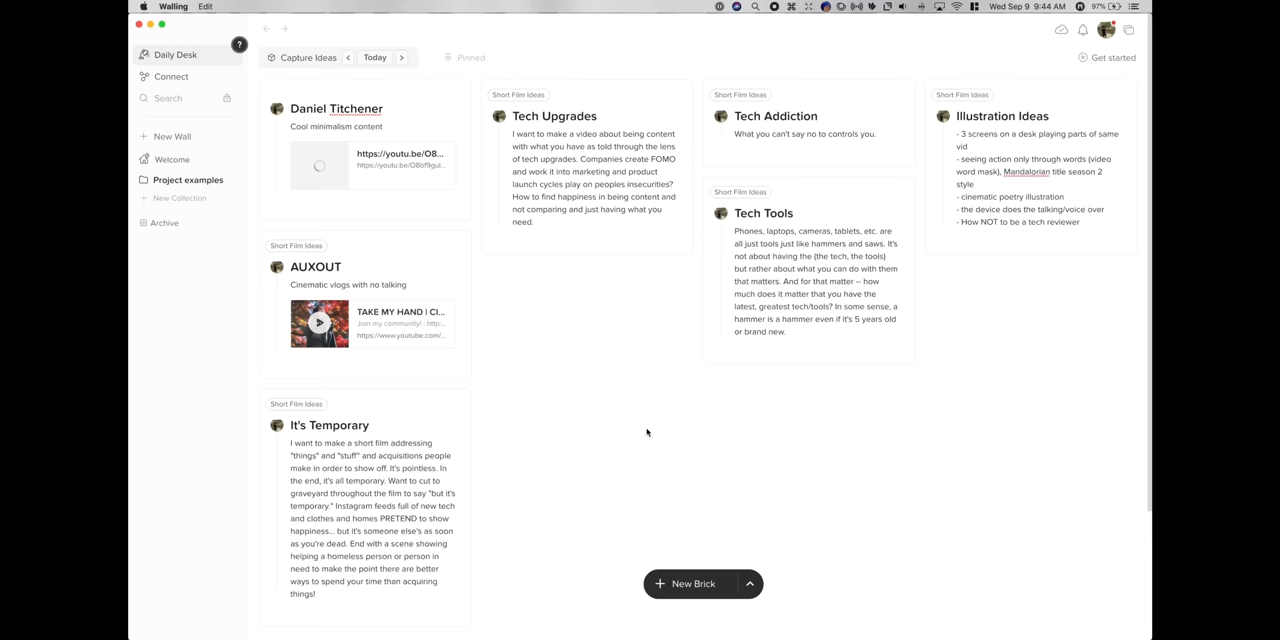 Walling Edit Wed Sep 9 9:44 AM 97%
Daily Desk
?
Connect
Search
New Wall
Welcome
Project examples
New Collection
Archive
Capture Ideas Today Pinned Get started
Daniel Titchener
Cool minimalism content
https://youtu.be/O8...
https://youtu.be/O8bf9gul...
Short Film Ideas
AUXOUT
Cinematic vlogs with no talking
TAKE MY HAND | CI...
Join my community! : http:...
https://www.youtube.com/...
Short Film Ideas
It's Temporary
I want to make a short film addressing
"things" and "stuff" and acquisitions people
make in order to show off. It's pointless. In
the end, it's all temporary. Want to cut to
graveyard throughout the film to say "but it's
temporary." Instagram feeds full of new tech
and clothes and homes PRETEND to show
happiness... but it's someone else's as soon
as you're dead. End with a scene showing
helping a homeless person or person in
need to make the point there are better
ways to spend your time than acquiring
things!
Short Film Ideas
Tech Upgrades
I want to make a video about being content
with what you have as told through the lens
of tech upgrades. Companies create FOMO
and work it into marketing and product
launch cycles play on peoples insecurities?
How to find happiness in being content and
not comparing and just having what you
need.
Short Film Ideas
Tech Addiction
What you can't say no to controls you.
Short Film Ideas
Tech Tools
Phones, laptops, cameras, tablets, etc. are
all just tools just like hammers and saws. It's
not about having the (the tech, the tools)
but rather about what you can do with them
that matters. And for that matter -- how
much does it matter that you have the
latest, greatest tech/tools? In some sense, a
hammer is a hammer even if it's 5 years old
or brand new.
Short Film Ideas
Illustration Ideas
- 3 screens on a desk playing parts of same
vid
- seeing action only through words (video
word mask), Mandalorian title season 2
style
- cinematic poetry illustration
- the device does the talking/voice over
- How NOT to be a tech reviewer
New Brick